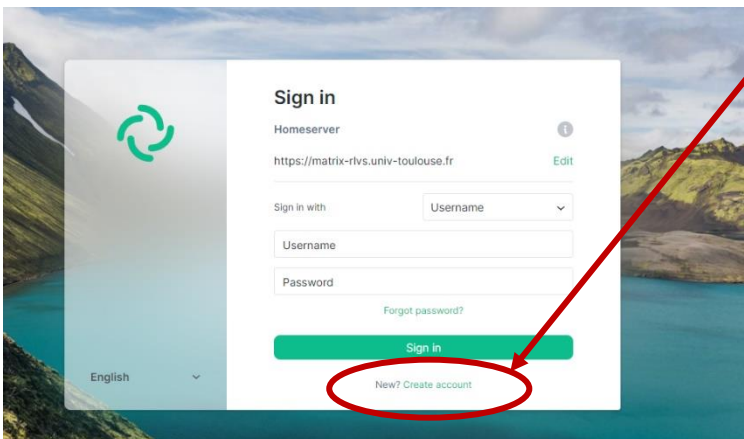 Sign in
Homeserver
https://matrix-rlvs.univ-toulouse.fr Edit
Sign in with Username
Username
Password
Forgot password?
Sign in
English
New? Create account